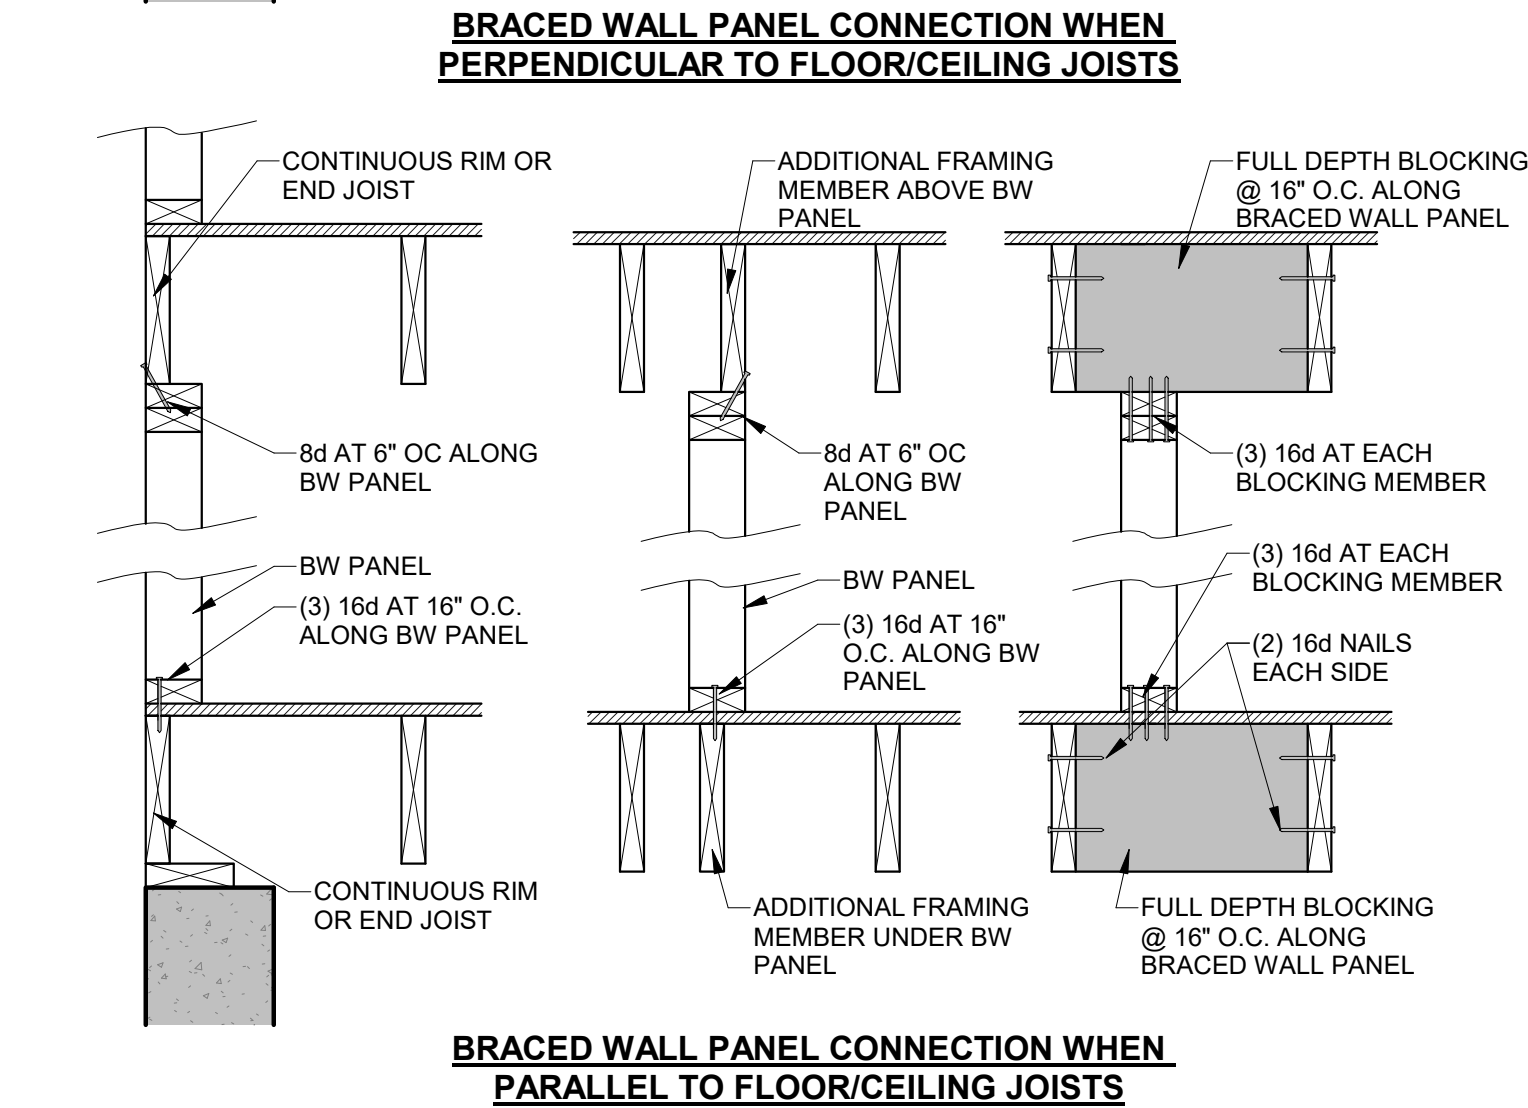 BRACED WALL PANEL CONNECTION WHEN
PERPENDICULAR TO FLOOR/CEILING JOISTS
CONTINUOUS RIM OR
END JOIST
8d AT 6" OC ALONG
BW PANEL
BW PANEL
(3) 16d AT 16" O.C.
ALONG BW PANEL
CONTINUOUS RIM
OR END JOIST
ADDITIONAL FRAMING
MEMBER ABOVE BW
PANEL
8d AT 6" OC
ALONG BW
PANEL
BW PANEL
(3) 16d AT 16"
O.C. ALONG BW
PANEL
ADDITIONAL FRAMING
MEMBER UNDER BW
PANEL
FULL DEPTH BLOCKING
@ 16" O.C. ALONG
BRACED WALL PANEL
(3) 16d AT EACH
BLOCKING MEMBER
(3) 16d AT EACH
BLOCKING MEMBER
(2) 16d NAILS
EACH SIDE
FULL DEPTH BLOCKING
@ 16" O.C. ALONG
BRACED WALL PANEL
BRACED WALL PANEL CONNECTION WHEN
PARALLEL TO FLOOR/CEILING JOISTS